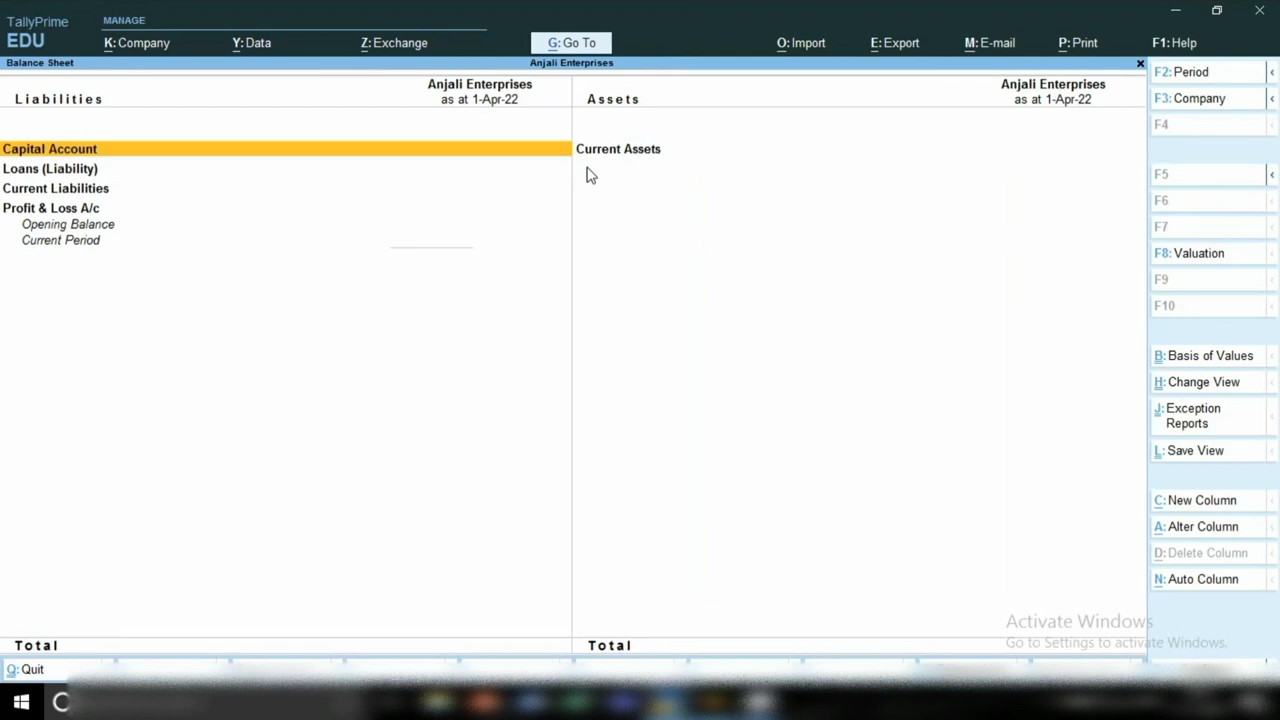 TallyPrime
EDU
MANAGE
K:Company
Y:Data
Z:Exchange
G:Go To
O:Import
E:Export
M:E-mail
P:Print
F1:Help
Balance Sheet
Anjali Enterprises
Liabilities
Anjali Enterprises
as at 1-Apr-22
Assets
Anjali Enterprises
as at 1-Apr-22
Capital Account
Loans (Liability)
Current Liabilities
Profit & Loss A/c
Opening Balance
Current Period
Current Assets
Total
Total
F2:Period
F3:Company
F4
F5
F6
F7
F8:Valuation
F9
F10
B:Basis of Values
H:Change View
J:Exception
Reports
L:Save View
C:New Column
A:Alter Column
D:Delete Column
N:Auto Column
Activate Windows
Go to Settings to activate Windows.
Q:Quit